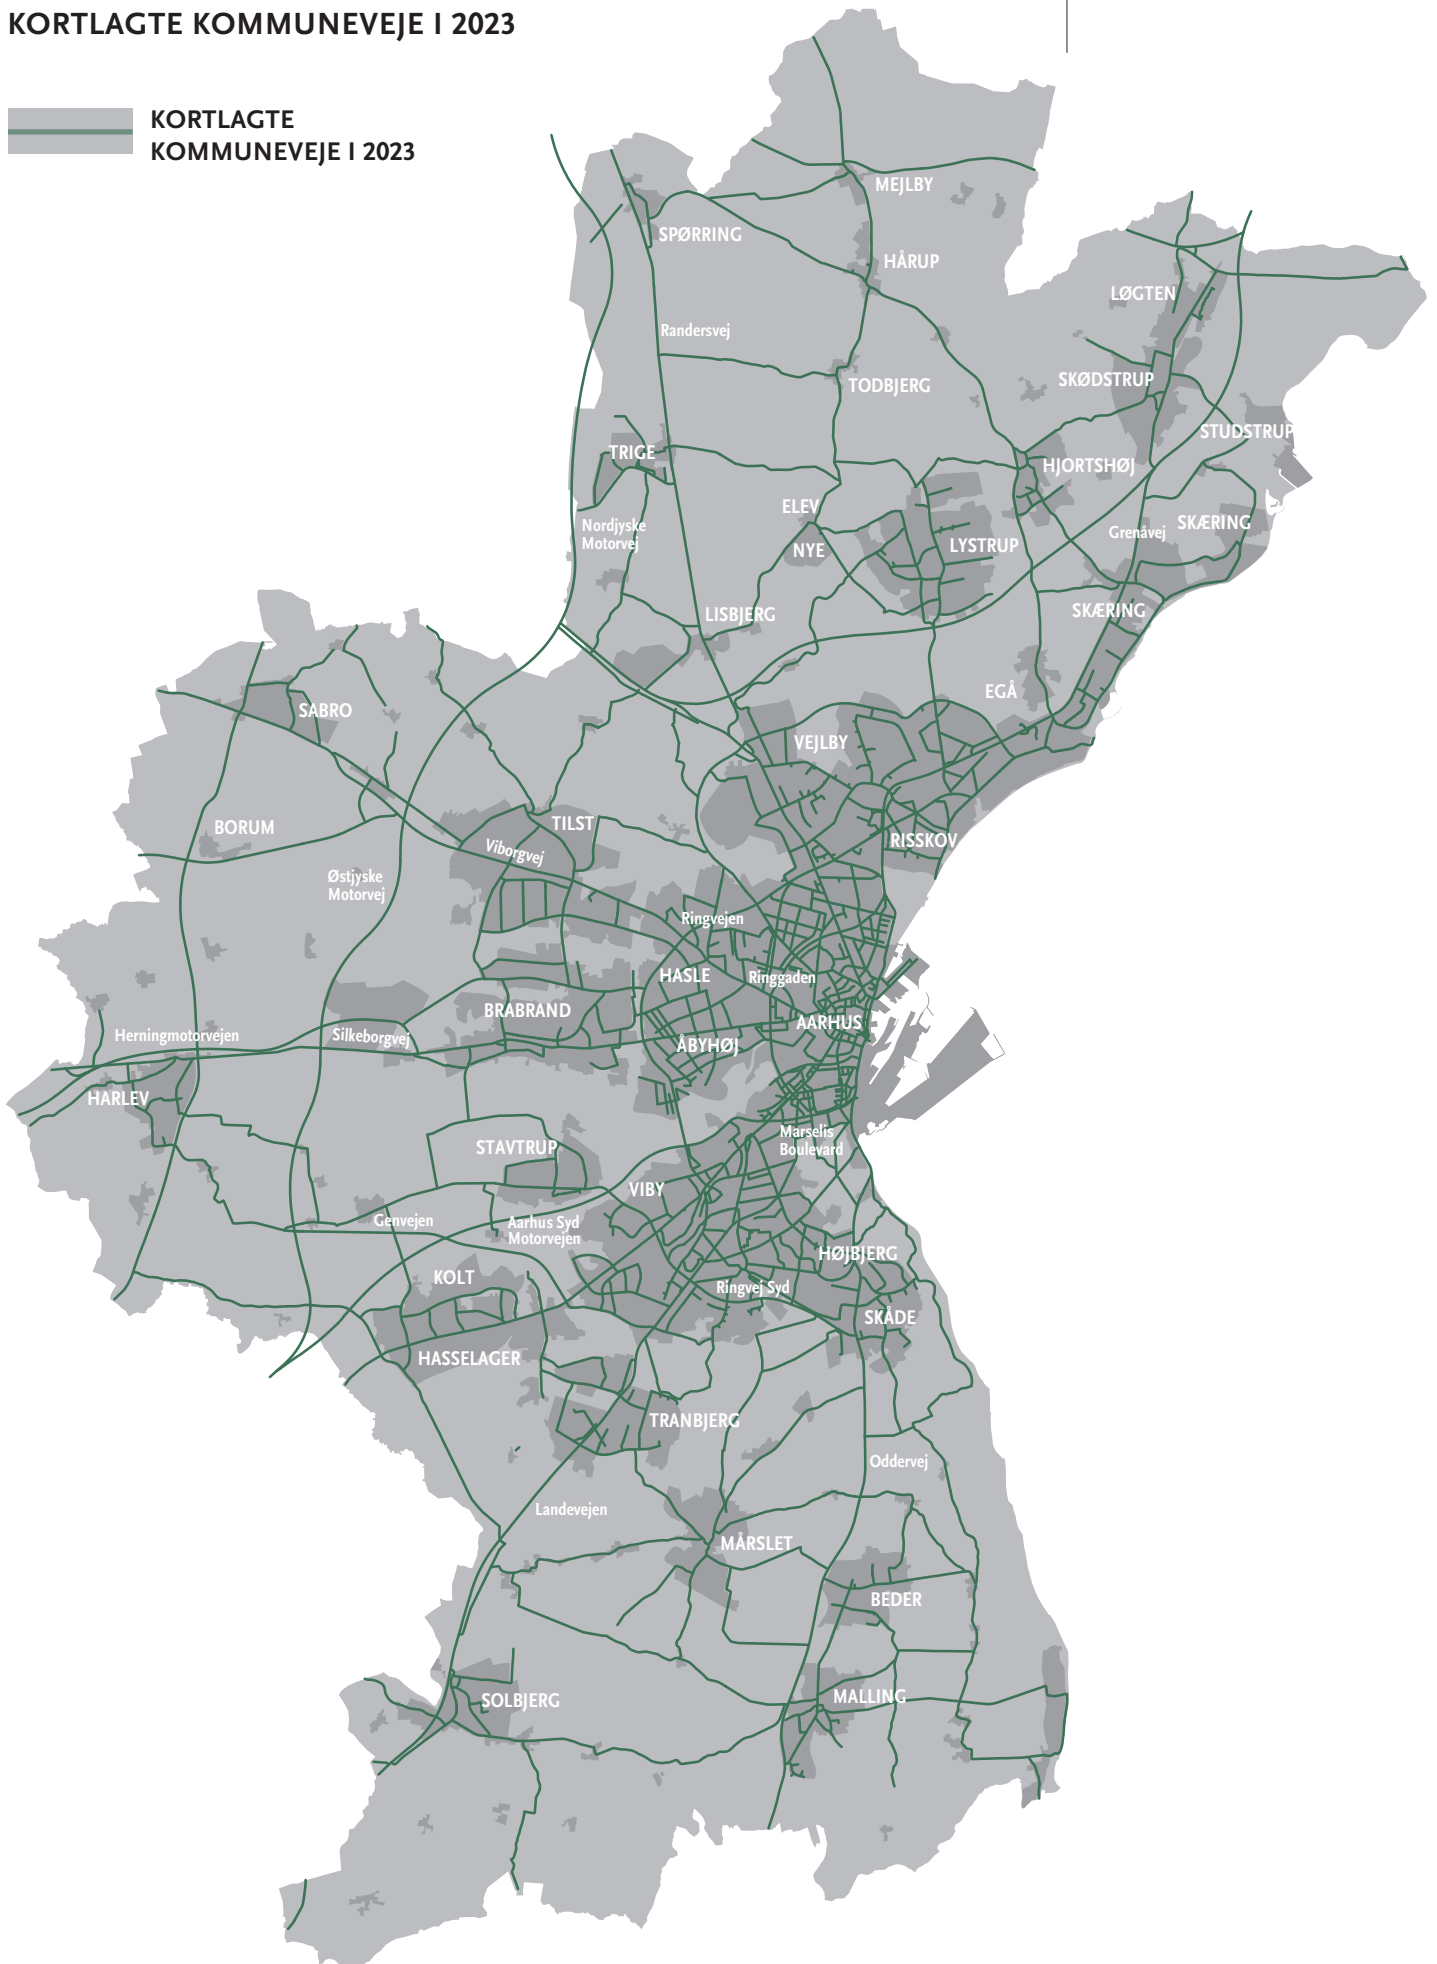 KORTLAGTE KOMMUNEVEJE I 2023
KORTLAGTE
KOMMUNEVEJE I 2023
MEJLBY
SPØRRING
HÅRUP
LØGTEN
Randersvej
SKØDSTRUP
TODBJERG
STUDSTRUP
TRIGE
HJORTSHØJ
ELEV
Nordjyske
Motorvej
SKÆRING
Grenåvej
NYE
LYSTRUP
LISBJERG
SKÆRING
EGÅ
SABRO
VEJLBY
BORUM
TILST
Viborgvej
RISSKOV
Østjyske
Motorvej
Ringvejen
HASLE
Ringgaden
BRABRAND
AARHUS
Herningmotorvejen
Silkeborgvej
ÅBYHØJ
HARLEV
Marselis
Boulevard
STAVTRUP
VIBY
Genvejen
Aarhus Syd
Motorvejen
HØJBJERG
KOLT
Ringvej Syd
SKÅDE
HASSELAGER
TRANBJERG
Oddervej
Landevejen
MÅRSLET
BEDER
MALLING
SOLBJERG